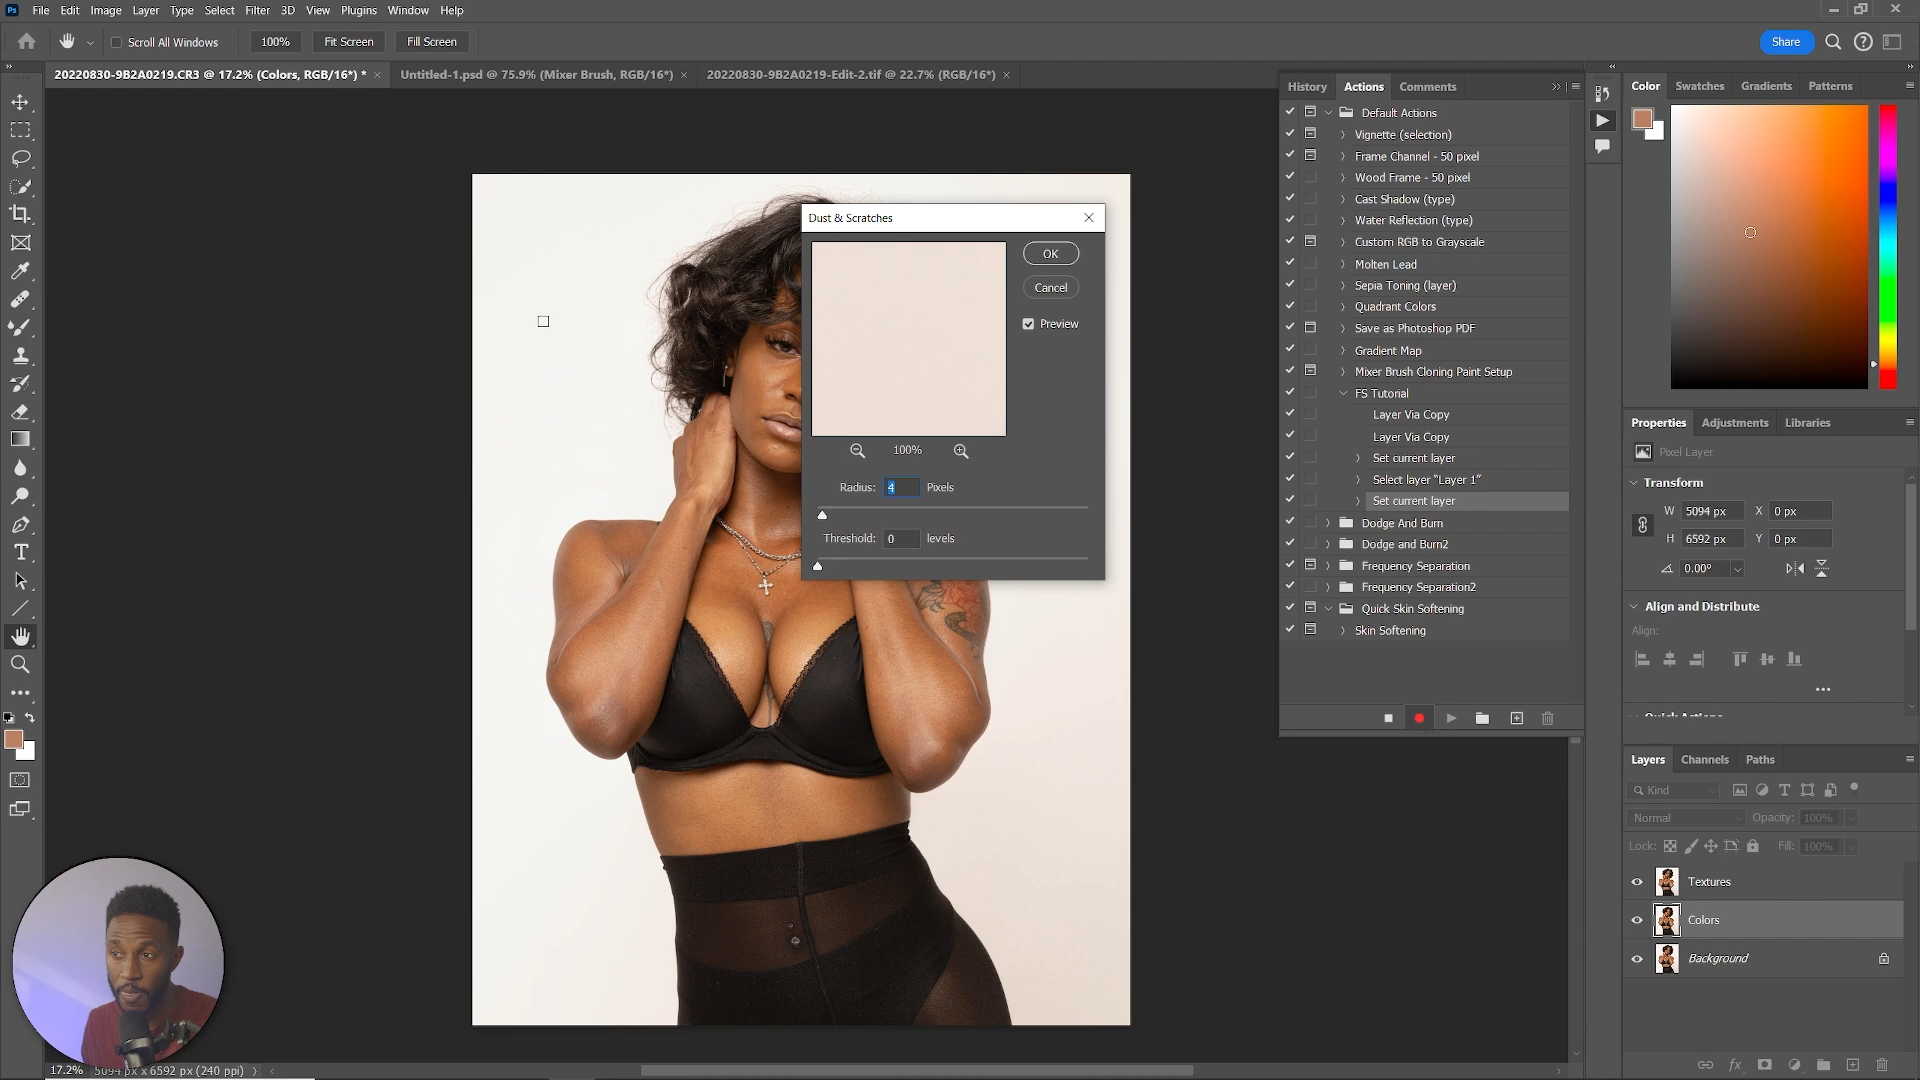 Ps File Edit Image Layer Type Select Filter 3D View Plugins Window Help
Scroll All Windows 100% Fit Screen Fill Screen Share
20220830-9B2A0219.CR3 @ 17.2% (Colors, RGB/16*) * Untitled-1.psd @ 75.9% (Mixer Brush, RGB/16*) 20220830-9B2A0219-Edit-2.tif @ 22.7% (RGB/16*)
History Actions Comments
Default Actions
Vignette (selection)
Frame Channel - 50 pixel
Wood Frame - 50 pixel
Cast Shadow (type)
Water Reflection (type)
Custom RGB to Grayscale
Molten Lead
Sepia Toning (layer)
Quadrant Colors
Save as Photoshop PDF
Gradient Map
Mixer Brush Cloning Paint Setup
FS Tutorial
Layer Via Copy
Layer Via Copy
Set current layer
Select layer “Layer 1”
Set current layer
Dodge And Burn
Dodge and Burn2
Frequency Separation
Frequency Separation2
Quick Skin Softening
Skin Softening
Dust & Scratches
OK
Cancel
Preview
100%
Radius: 4 Pixels
Threshold: 0 levels
Color Swatches Gradients Patterns
Properties Adjustments Libraries
Pixel Layer
Transform
W 5094 px X 0 px
H 6592 px Y 0 px
0.00°
Align and Distribute
Align:
Quick Actions
Layers Channels Paths
Kind
Normal Opacity: 100%
Lock: Fill: 100%
Textures
Colors
Background
17.2% 5094 px x 6592 px (240 ppi)